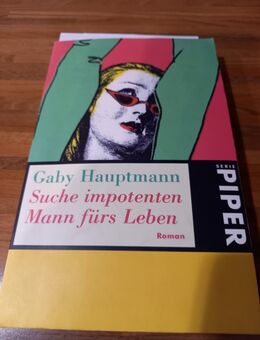 Gaby Hauptmann
Suche impotenten
Mann fürs Leben
Roman
SERIE
PIPER